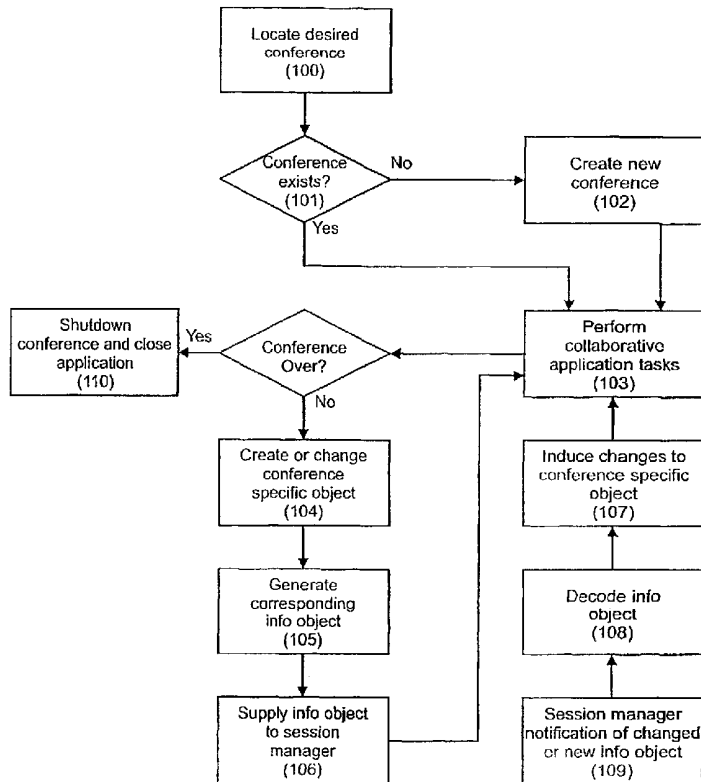 Locate desired
conference
(100)
Conference
exists?
(101)
No
Yes
Create new
conference
(102)
Shutdown
conference and close
application
(110)
Yes
Conference
Over?
No
Perform
collaborative
application tasks
(103)
Create or change
conference
specific object
(104)
Induce changes to
conference specific
object
(107)
Generate
corresponding
info object
(105)
Decode info
object
(108)
Supply info object
to session
manager
(106)
Session manager
notification of changed
or new info object
(109)